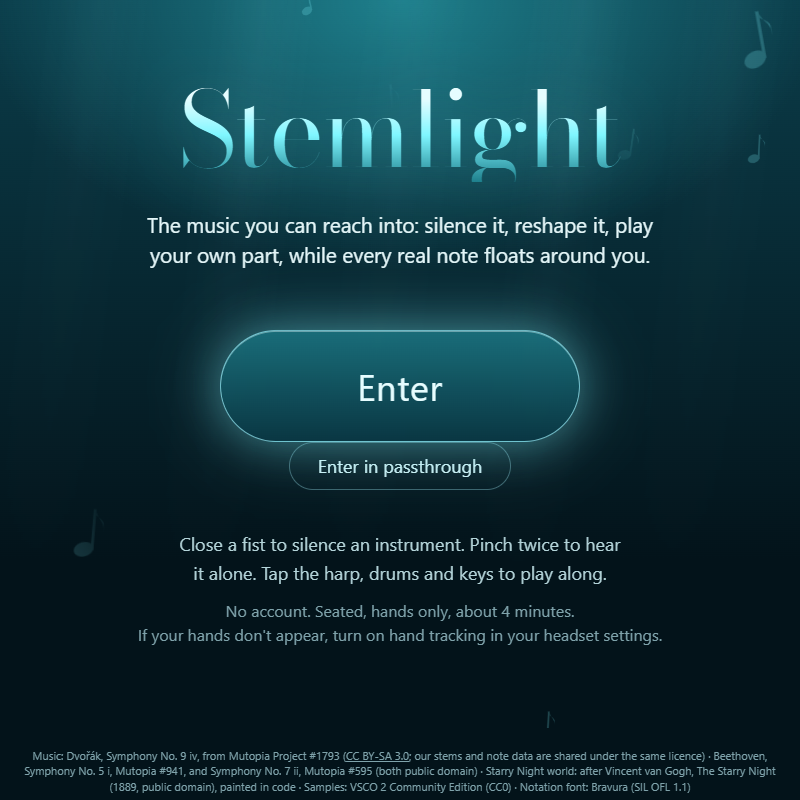 Stemlight
The music you can reach into: silence it, reshape it, play
your own part, while every real note floats around you.
Enter
Enter in passthrough
Close a fist to silence an instrument. Pinch twice to hear
it alone. Tap the harp, drums and keys to play along.
No account. Seated, hands only, about 4 minutes.
If your hands don't appear, turn on hand tracking in your headset settings.
Music: Dvořák, Symphony No. 9 iv, from Mutopia Project #1793 (CC BY-SA 3.0; our stems and note data are shared under the same licence) · Beethoven,
Symphony No. 5 i, Mutopia #941, and Symphony No. 7 ii, Mutopia #595 (both public domain) · Starry Night world: after Vincent van Gogh, The Starry Night
(1889, public domain), painted in code · Samples: VSCO 2 Community Edition (CC0) · Notation font: Bravura (SIL OFL 1.1)